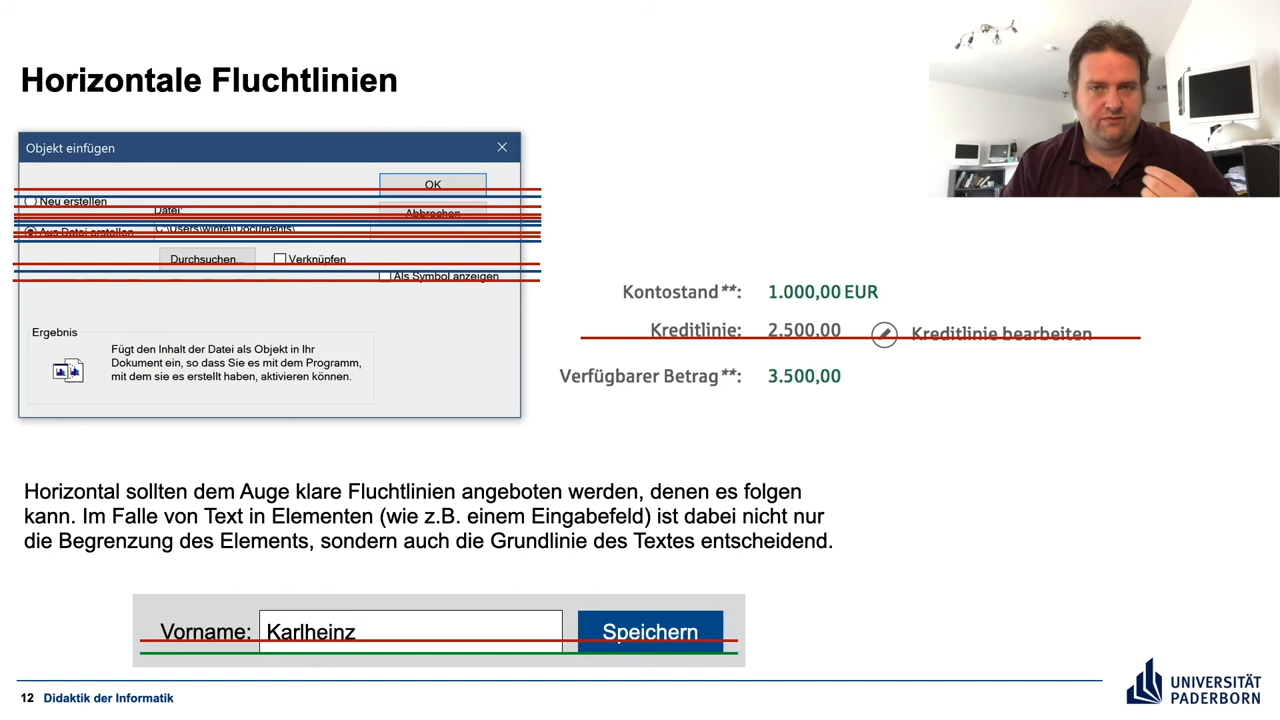 Horizontale Fluchtlinien
Objekt einfügen
OK
Neu erstellen
Datei:
Abbrechen
Aus Datei erstellen
C:\Users\winfel\Documents\
Durchsuchen...
Verknüpfen
Als Symbol anzeigen
Ergebnis
Fügt den Inhalt der Datei als Objekt in Ihr
Dokument ein, so dass Sie es mit dem Programm,
mit dem sie es erstellt haben, aktivieren können.
Kontostand**: 1.000,00 EUR
Kreditlinie: 2.500,00 Kreditlinie bearbeiten
Verfügbarer Betrag**: 3.500,00
Horizontal sollten dem Auge klare Fluchtlinien angeboten werden, denen es folgen
kann. Im Falle von Text in Elementen (wie z.B. einem Eingabefeld) ist dabei nicht nur
die Begrenzung des Elements, sondern auch die Grundlinie des Textes entscheidend.
Vorname: Karlheinz Speichern
12 Didaktik der Informatik
UNIVERSITÄT
PADERBORN